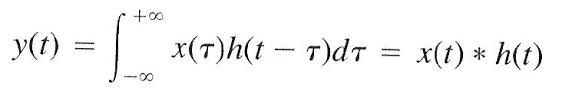 y(t) = ∫_{-∞}^{+∞} x(τ)h(t − τ)dτ = x(t) * h(t)